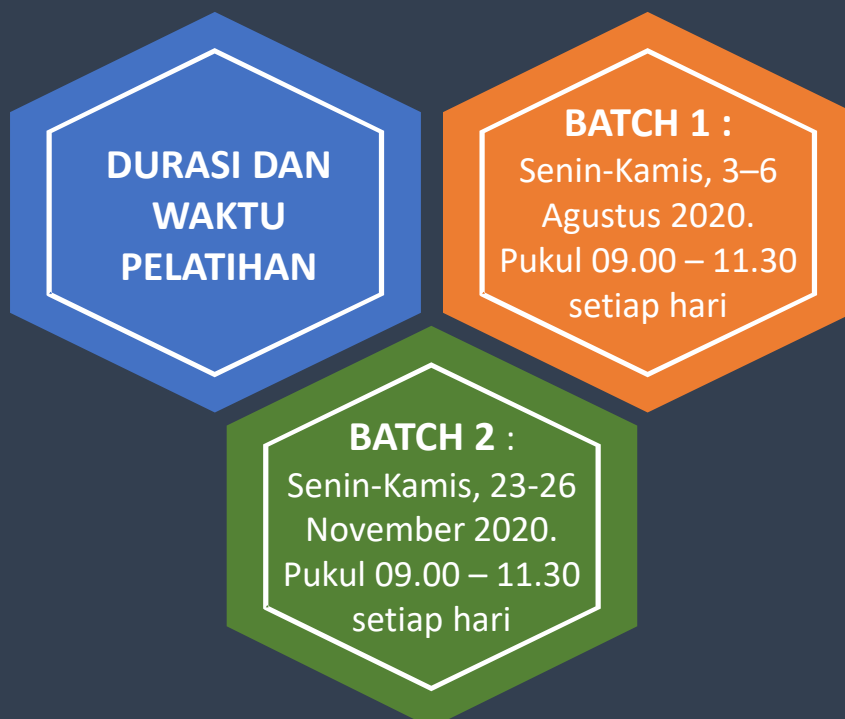 DURASI DAN
WAKTU
PELATIHAN
BATCH 1 :
Senin-Kamis, 3–6
Agustus 2020.
Pukul 09.00 – 11.30
setiap hari
BATCH 2 :
Senin-Kamis, 23-26
November 2020.
Pukul 09.00 – 11.30
setiap hari